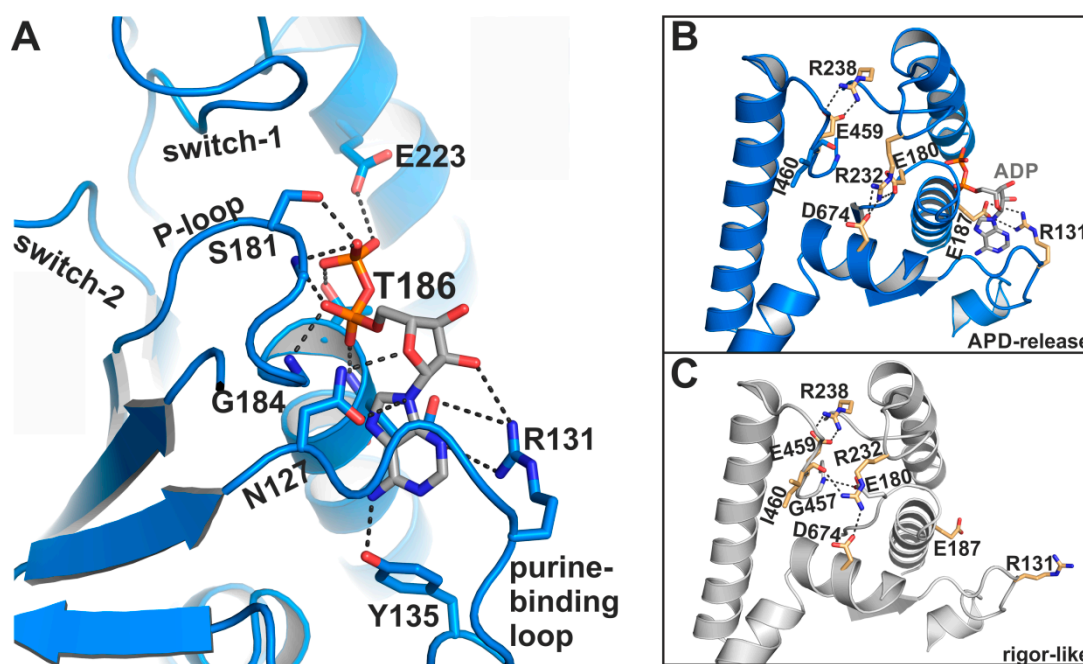 A
switch-1
E223
P-loop
S181
switch-2
T186
G184
R131
N127
purine-
binding
loop
Y135
B
R238
E459
E180
I460
R232
ADP
D674
E187
R131
APD-release
C
R238
E459
R232
E180
I460
G457
D674
E187
R131
rigor-like